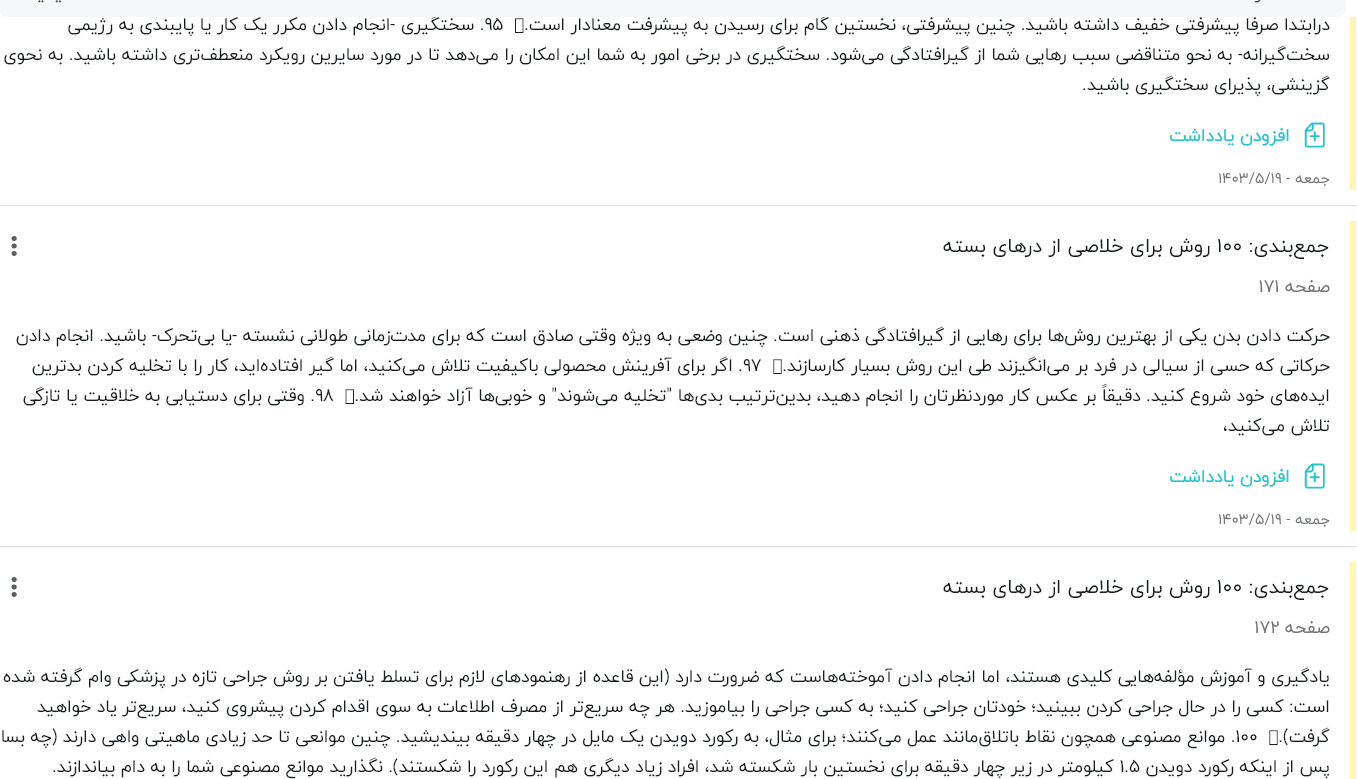 درابتدا صرفا پیشرفتی خفیف داشته باشید. چنین پیشرفتی، نخستین گام برای رسیدن به پیشرفت معنادار است.▯ ۹۵. سختگیری -انجام دادن مکرر یک کار یا پایبندی به رژیمی
سخت‌گیرانه- به نحو متناقضی سبب رهایی شما از گیرافتادگی می‌شود. سختگیری در برخی امور به شما این امکان را می‌دهد تا در مورد سایرین رویکرد منعطف‌تری داشته باشید. به نحوی
گزینشی، پذیرای سختگیری باشید.
افزودن یادداشت
جمعه - ۱۴۰۳/۵/۱۹
جمع‌بندی: ۱۰۰ روش برای خلاصی از درهای بسته
صفحه ۱۷۱
حرکت دادن بدن یکی از بهترین روش‌ها برای رهایی از گیرافتادگی ذهنی است. چنین وضعی به ویژه وقتی صادق است که برای مدت‌زمانی طولانی نشسته -یا بی‌تحرک- باشید. انجام دادن
حرکاتی که حسی از سیالی در فرد بر می‌انگیزند طی این روش بسیار کارسازند.▯ ۹۷. اگر برای آفرینش محصولی باکیفیت تلاش می‌کنید، اما گیر افتاده‌اید، کار را با تخلیه کردن بدترین
ایده‌های خود شروع کنید. دقیقاً بر عکس کار موردنظرتان را انجام دهید، بدین‌ترتیب بدی‌ها "تخلیه می‌شوند" و خوبی‌ها آزاد خواهند شد.▯ ۹۸. وقتی برای دستیابی به خلاقیت یا تازگی
تلاش می‌کنید،
افزودن یادداشت
جمعه - ۱۴۰۳/۵/۱۹
جمع‌بندی: ۱۰۰ روش برای خلاصی از درهای بسته
صفحه ۱۷۲
یادگیری و آموزش مؤلفه‌هایی کلیدی هستند، اما انجام دادن آموخته‌هاست که ضرورت دارد (این قاعده از رهنمودهای لازم برای تسلط یافتن بر روش جراحی تازه در پزشکی وام گرفته شده
است: کسی را در حال جراحی کردن ببینید؛ خودتان جراحی کنید؛ به کسی جراحی را بیاموزید. هر چه سریع‌تر از مصرف اطلاعات به سوی اقدام کردن پیشروی کنید، سریع‌تر یاد خواهید
گرفت).▯ ۱۰۰. موانع مصنوعی همچون نقاط باتلاق‌مانند عمل می‌کنند؛ برای مثال، به رکورد دویدن یک مایل در چهار دقیقه بیندیشید. چنین موانعی تا حد زیادی ماهیتی واهی دارند (چه بسا
پس از اینکه رکورد دویدن ۱.۵ کیلومتر در زیر چهار دقیقه برای نخستین بار شکسته شد، افراد زیاد دیگری هم این رکورد را شکستند). نگذارید موانع مصنوعی شما را به دام بیاندازند.